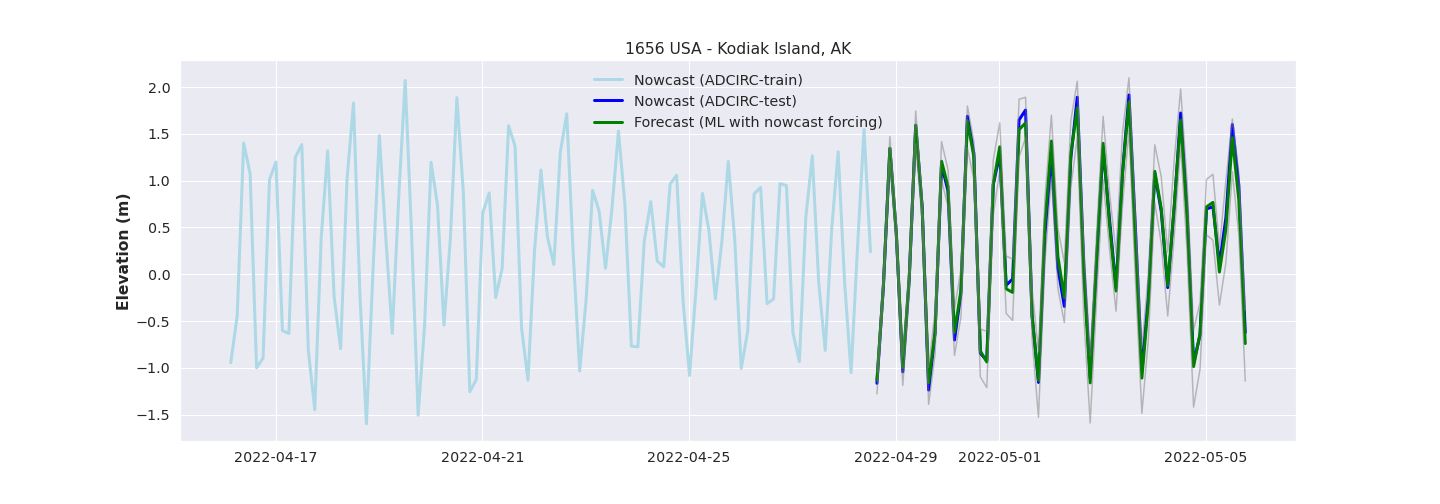 1656 USA - Kodiak Island, AK
Nowcast (ADCIRC-train)
Nowcast (ADCIRC-test)
Forecast (ML with nowcast forcing)
Elevation (m)
2.0
1.5
1.0
0.5
0.0
−0.5
−1.0
−1.5
2022-04-17
2022-04-21
2022-04-25
2022-04-29
2022-05-01
2022-05-05